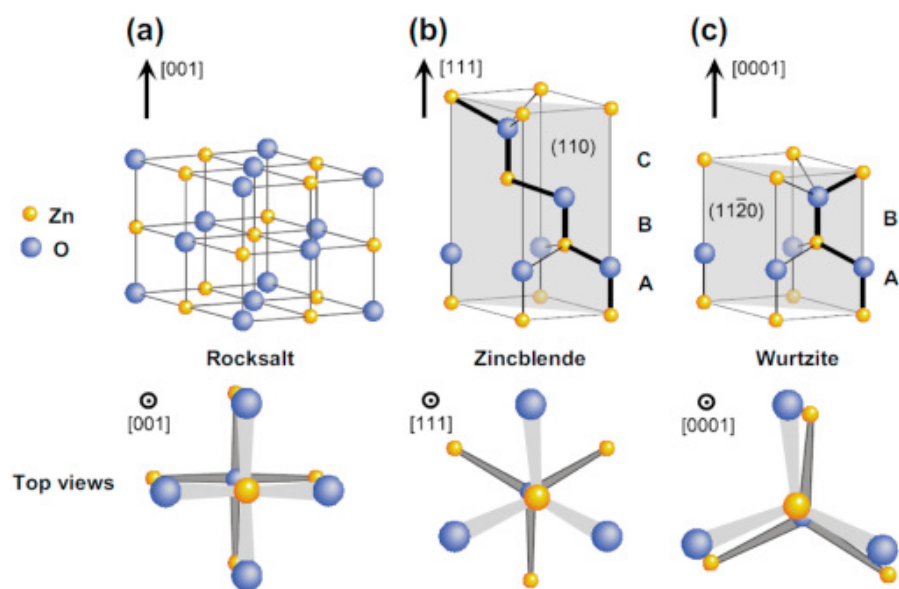 (a)
(b)
(c)
[001]
[111]
[0001]
(110)
C
B
A
(112̄0)
B
A
Zn
O
Rocksalt
Zincblende
Wurtzite
[001]
[111]
[0001]
Top views